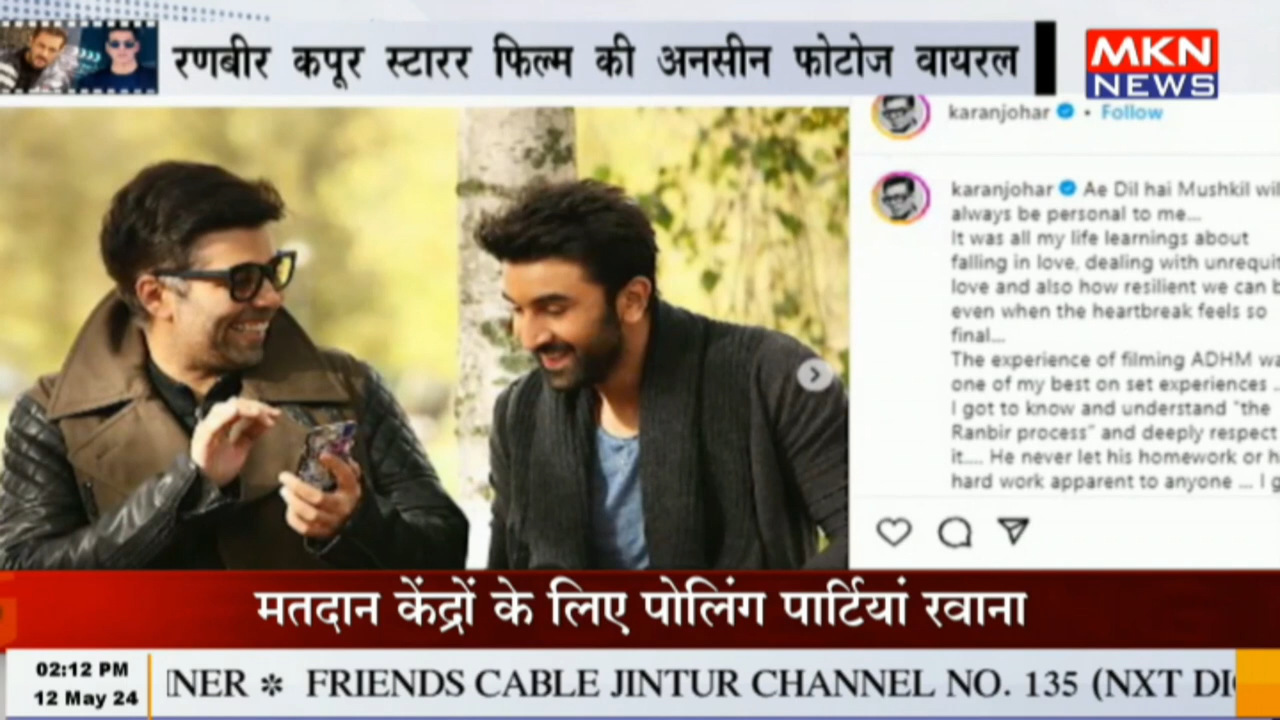 रणबीर कपूर स्टारर फिल्म की अनसीन फोटोज वायरल
MKN
NEWS
karanjohar • Follow
karanjohar Ae Dil hai Mushkil wil
always be personal to me...
It was all my life learnings about
falling in love, dealing with unrequit
love and also how resilient we can b
even when the heartbreak feels so
final...
The experience of filming ADHM wa
one of my best on set experiences ..
I got to know and understand "the
Ranbir process" and deeply respect
it.... He never let his homework or h
hard work apparent to anyone ... I g
मतदान केंद्रों के लिए पोलिंग पार्टियां रवाना
02:12 PM
12 May 24
INER * FRIENDS CABLE JINTUR CHANNEL NO. 135 (NXT DI